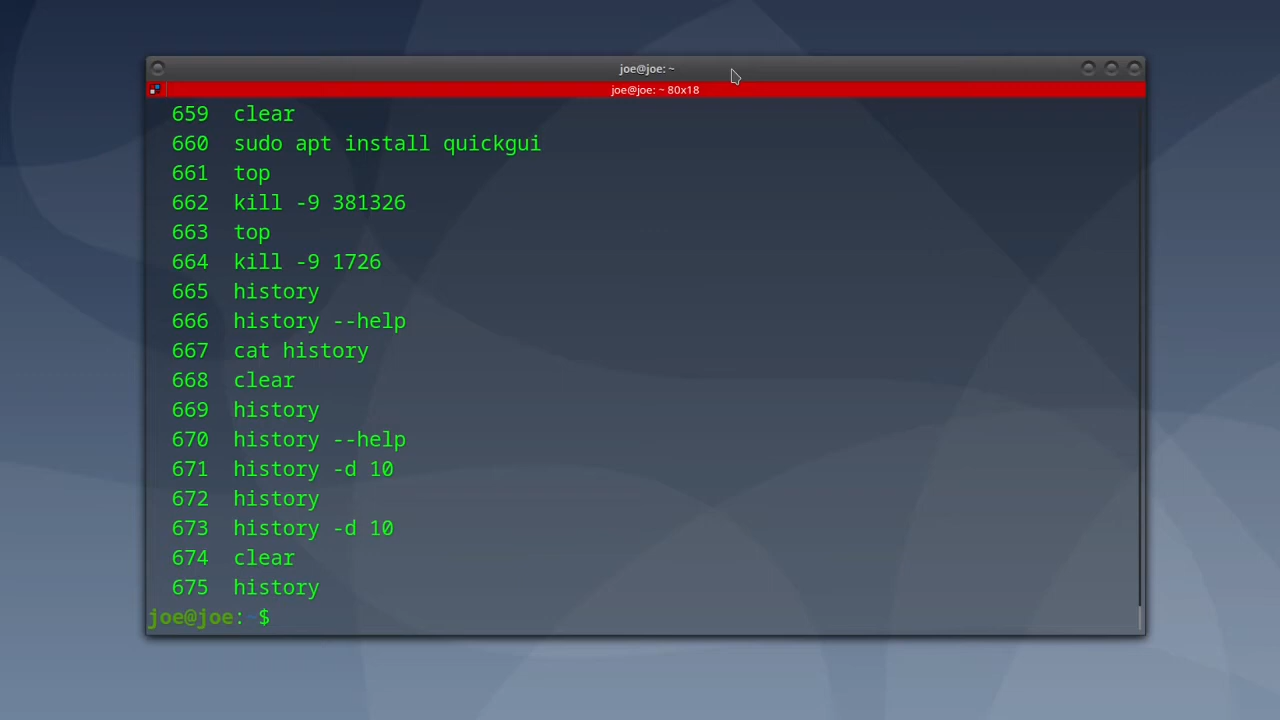 joe@joe: ~
joe@joe: ~ 80x18
659 clear
660 sudo apt install quickgui
661 top
662 kill -9 381326
663 top
664 kill -9 1726
665 history
666 history --help
667 cat history
668 clear
669 history
670 history --help
671 history -d 10
672 history
673 history -d 10
674 clear
675 history
joe@joe:~$